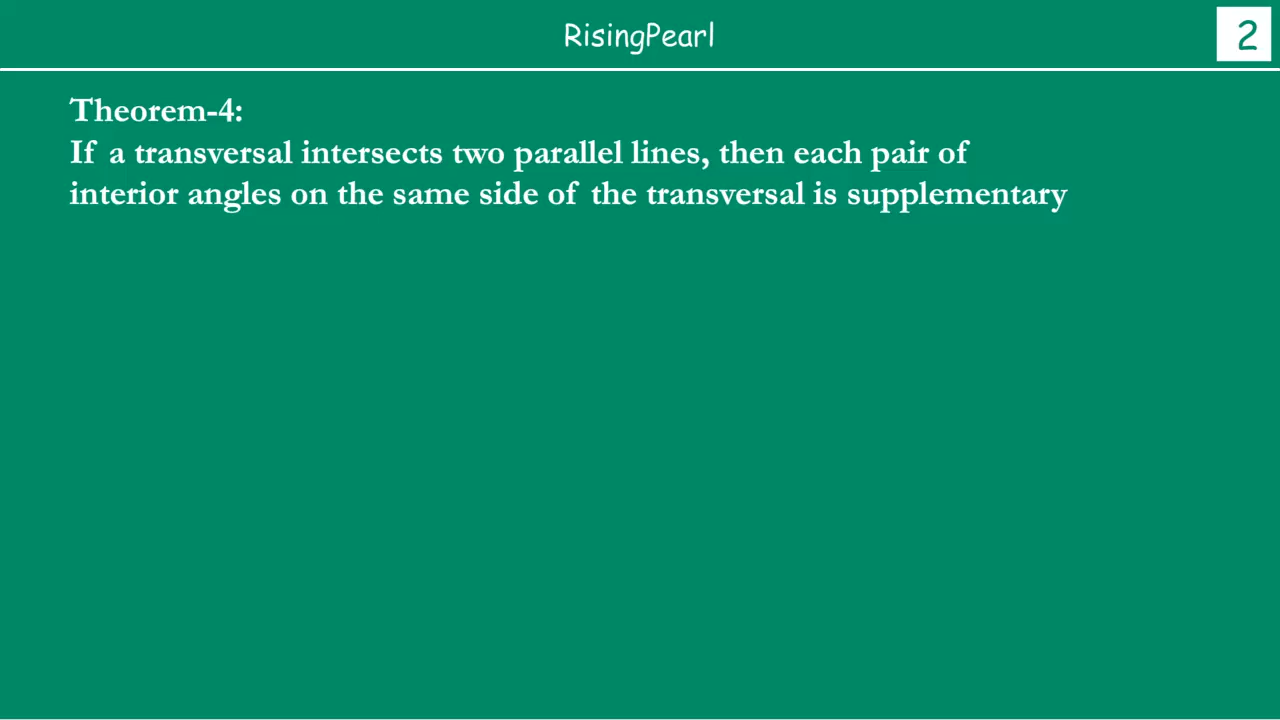 RisingPearl
2
Theorem-4:
If a transversal intersects two parallel lines, then each pair of
interior angles on the same side of the transversal is supplementary